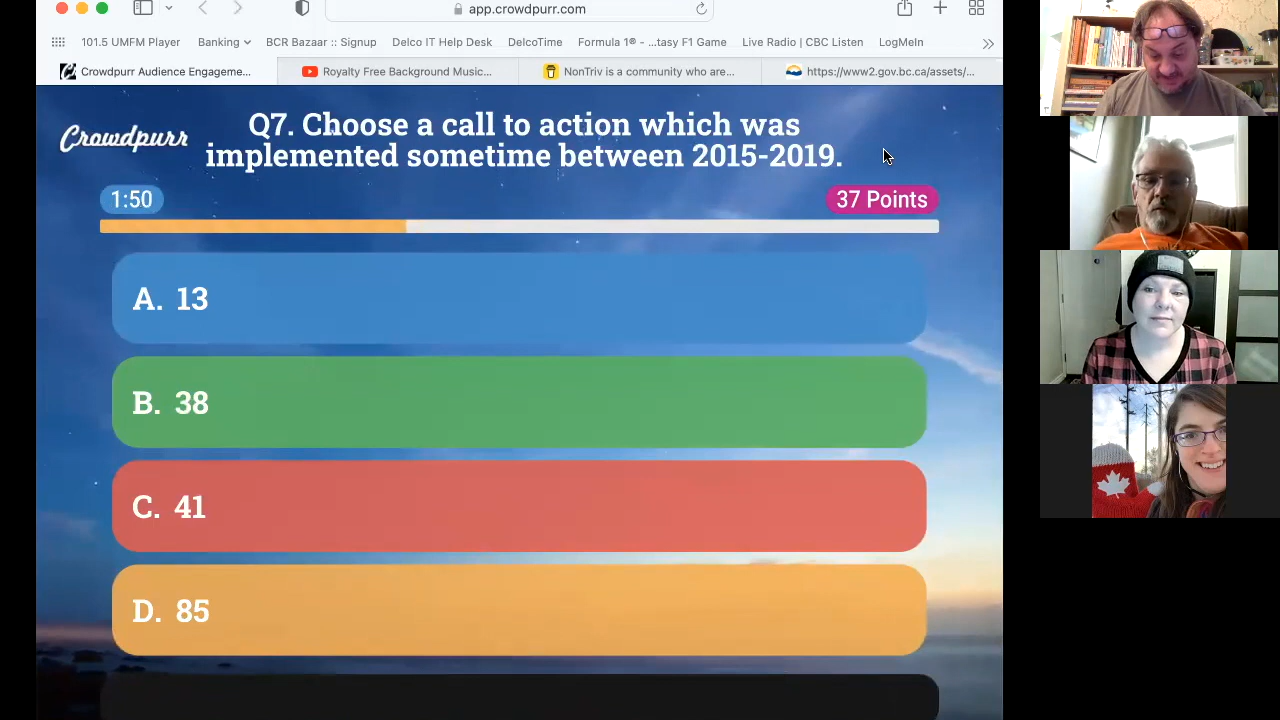 app.crowdpurr.com
101.5 UMFM Player
Banking
BCR Bazaar :: Signup
Delco IT Help Desk
DelcoTime
Formula 1® - ...tasy F1 Game
Live Radio | CBC Listen
LogMeIn
Crowdpurr Audience Engageme...
Royalty Free Background Music...
NonTriv is a community who are...
https://www2.gov.bc.ca/assets/...
Crowdpurr
Q7. Choose a call to action which was
implemented sometime between 2015-2019.
1:50
37 Points
A. 13
B. 38
C. 41
D. 85